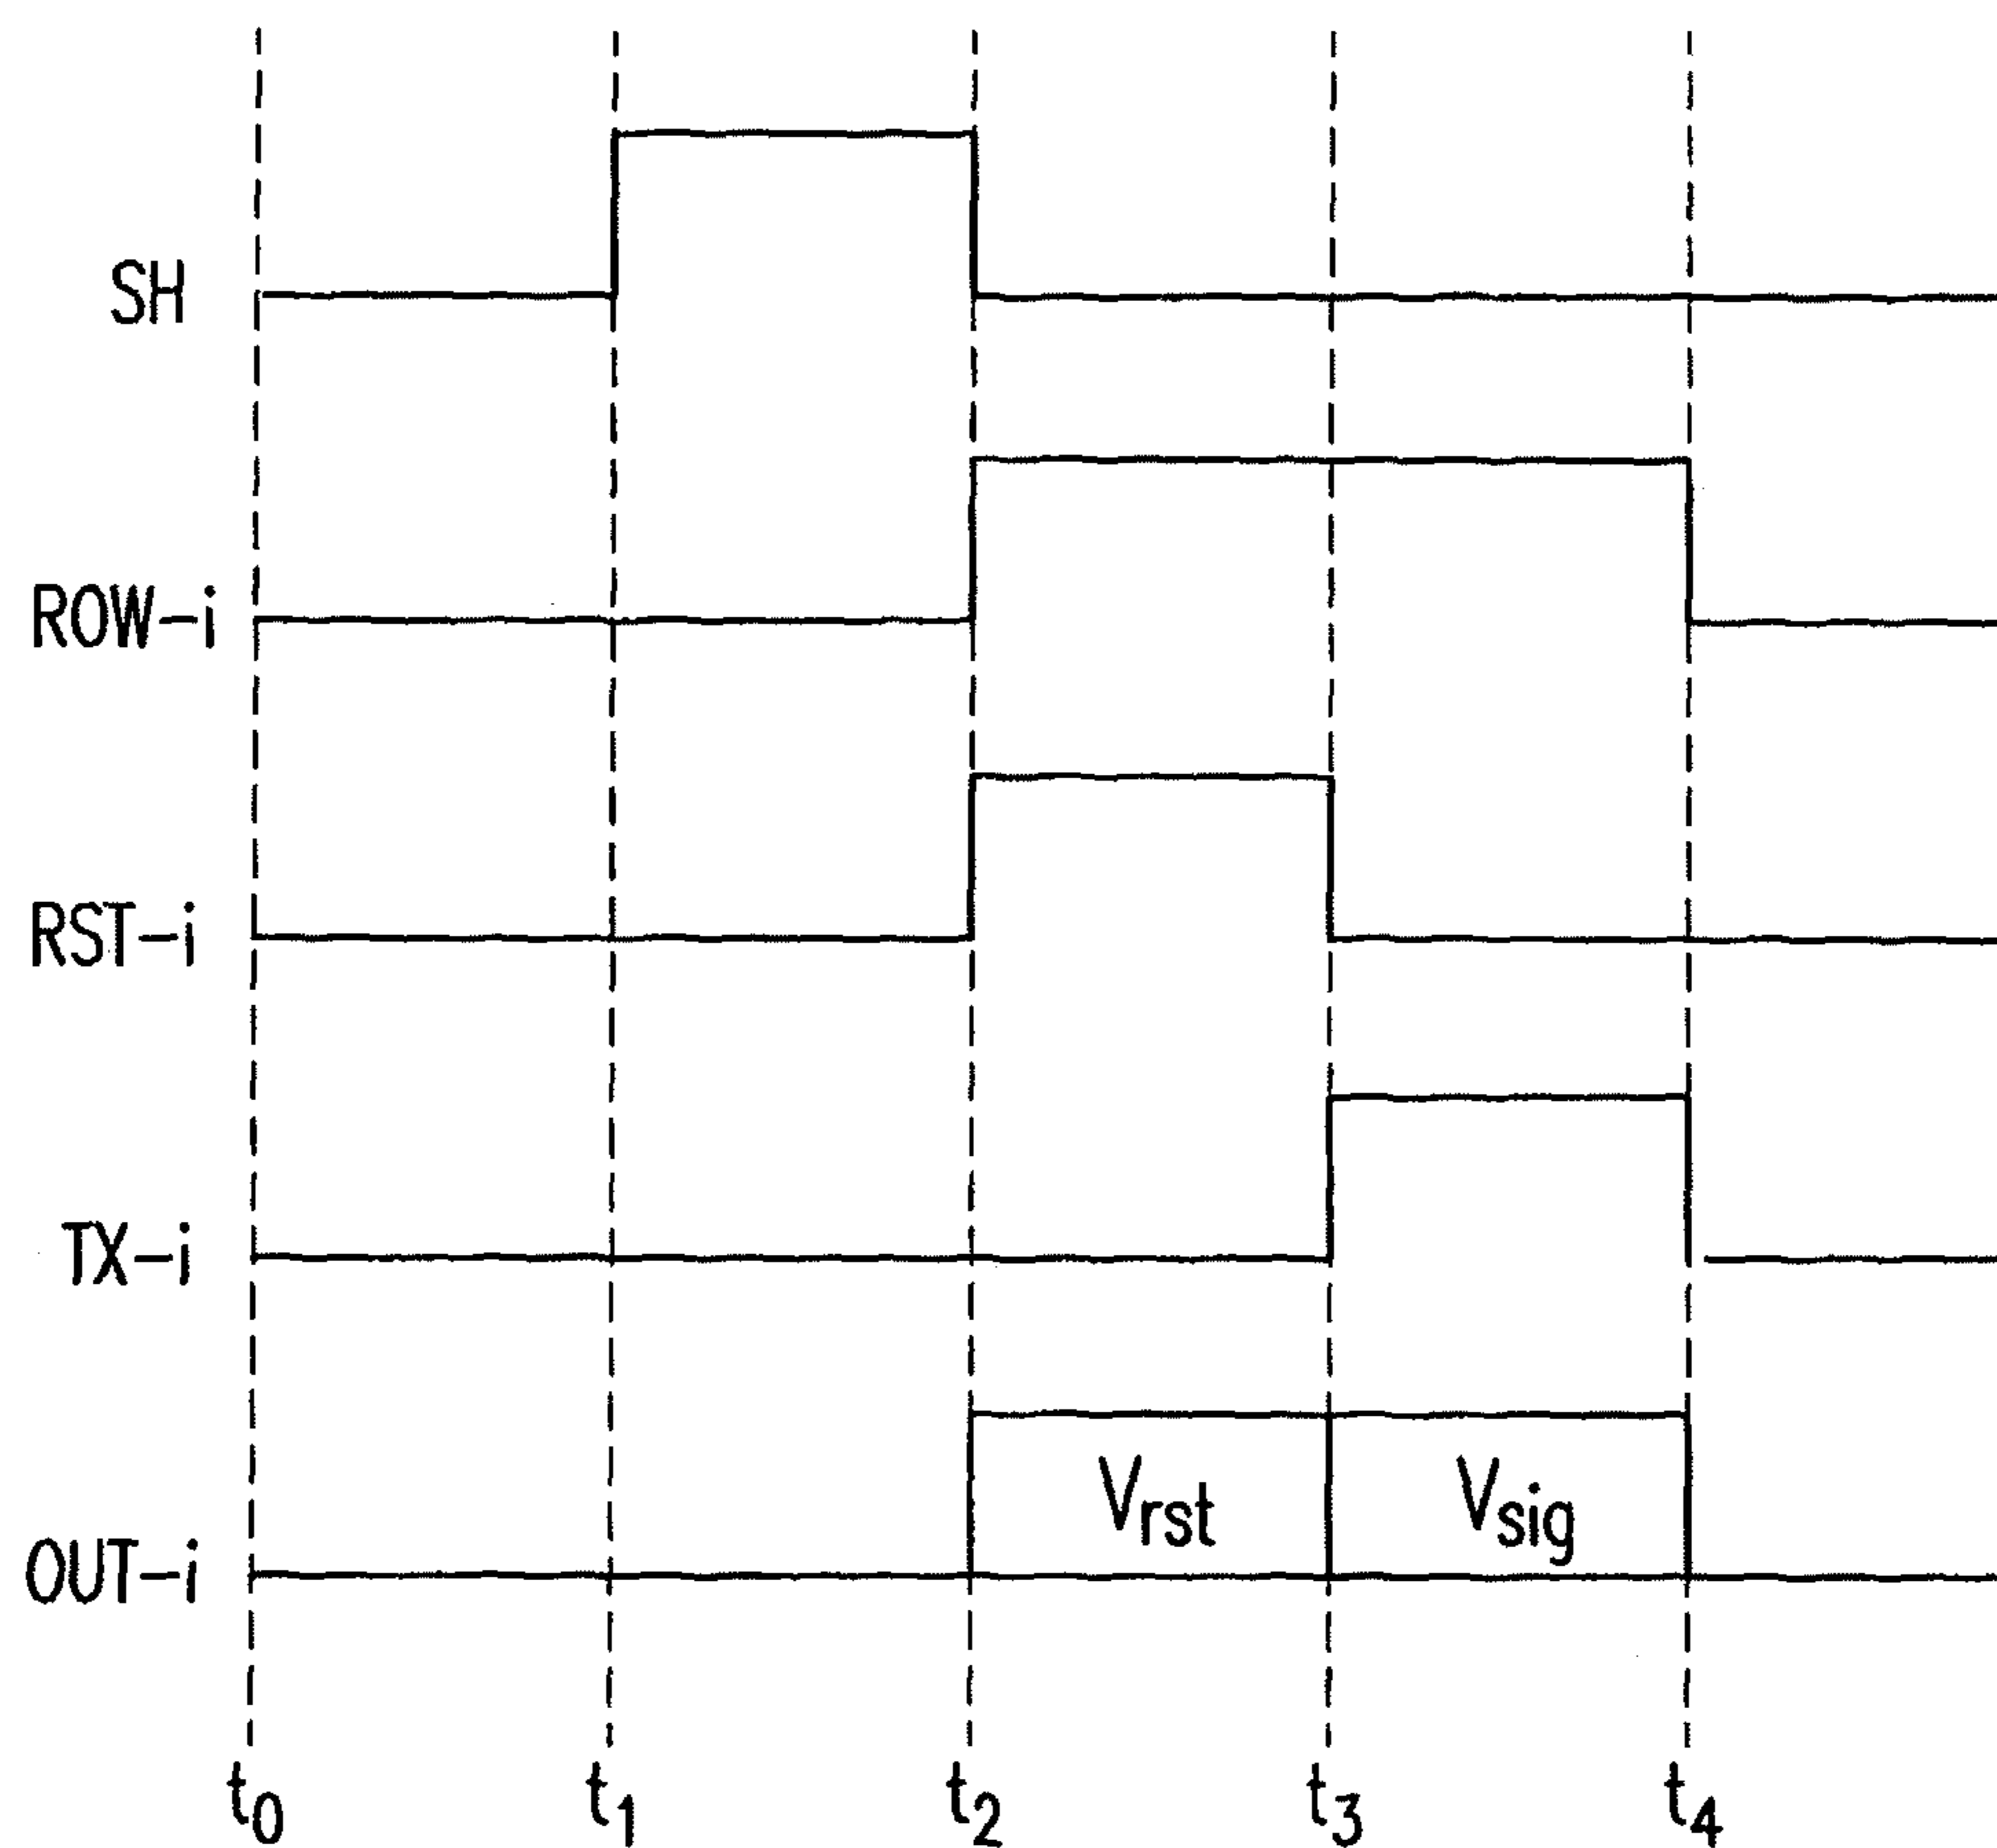 SH
ROW-i
RST-i
TX-i
Vrst Vsig
OUT-i
t0 t1 t2 t3 t4